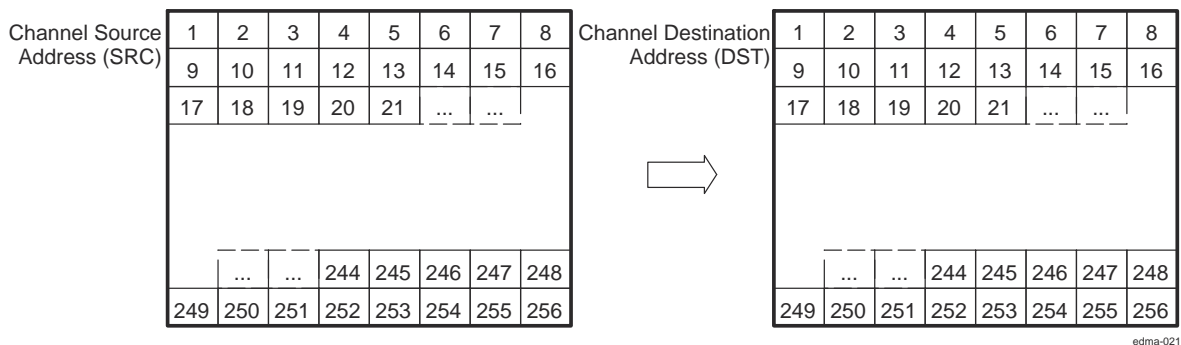 Channel Source Address (SRC)
1 2 3 4 5 6 7 8
9 10 11 12 13 14 15 16
17 18 19 20 21 ... ...
... ... 244 245 246 247 248
249 250 251 252 253 254 255 256
Channel Destination Address (DST)
1 2 3 4 5 6 7 8
9 10 11 12 13 14 15 16
17 18 19 20 21 ... ...
... ... 244 245 246 247 248
249 250 251 252 253 254 255 256
edma-021